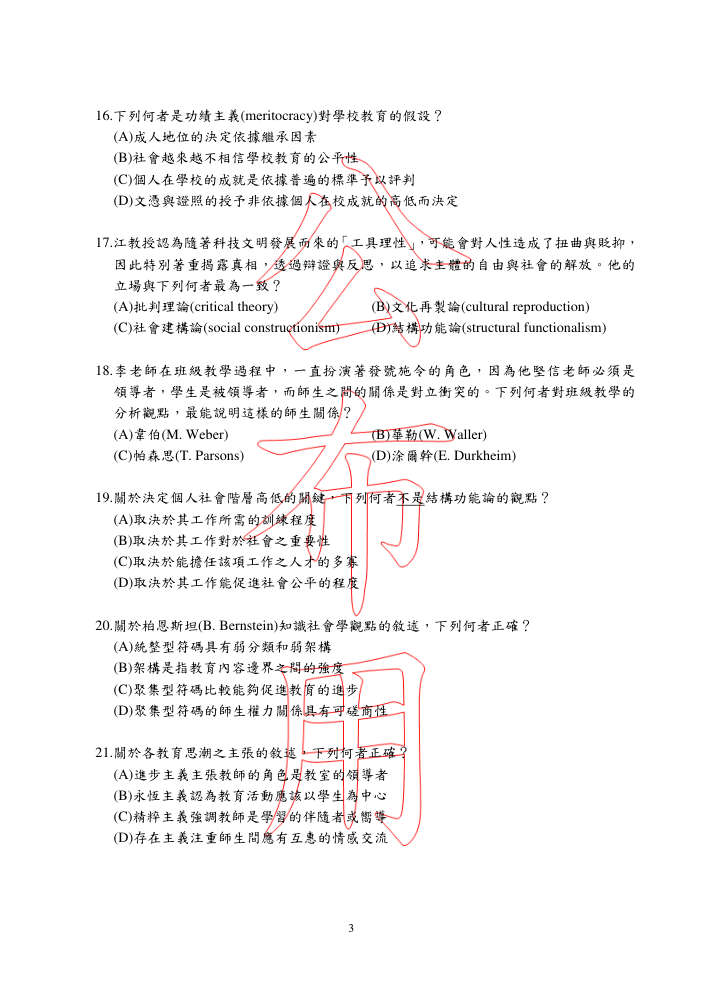 16.下列何者是功績主義(meritocracy)對學校教育的假設？
(A)成人地位的決定依據繼承因素
(B)社會越來越不相信學校教育的公平性
(C)個人在學校的成就是依據普遍的標準予以評判
(D)文憑與證照的授予非依據個人在校成就的高低而決定
17.江教授認為隨著科技文明發展而來的「工具理性」，可能會對人性造成了扭曲與貶抑，
因此特別著重揭露真相，透過辯證與反思，以追求主體的自由與社會的解放。他的
立場與下列何者最為一致？
(A)批判理論(critical theory) (B)文化再製論(cultural reproduction)
(C)社會建構論(social constructionism) (D)結構功能論(structural functionalism)
18.李老師在班級教學過程中，一直扮演著發號施令的角色，因為他堅信老師必須是
領導者，學生是被領導者，而師生之間的關係是對立衝突的。下列何者對班級教學的
分析觀點，最能說明這樣的師生關係？
(A)韋伯(M. Weber) (B)華勒(W. Waller)
(C)帕森思(T. Parsons) (D)涂爾幹(E. Durkheim)
19.關於決定個人社會階層高低的關鍵，下列何者不是結構功能論的觀點？
(A)取決於其工作所需的訓練程度
(B)取決於其工作對於社會之重要性
(C)取決於能擔任該項工作之人才的多寡
(D)取決於其工作能促進社會公平的程度
20.關於柏恩斯坦(B. Bernstein)知識社會學觀點的敘述，下列何者正確？
(A)統整型符碼具有弱分類和弱架構
(B)架構是指教育內容邊界之間的強度
(C)聚集型符碼比較能夠促進教育的進步
(D)聚集型符碼的師生權力關係具有可磋商性
21.關於各教育思潮之主張的敘述，下列何者正確？
(A)進步主義主張教師的角色是教室的領導者
(B)永恆主義認為教育活動應該以學生為中心
(C)精粹主義強調教師是學習的伴隨者或嚮導
(D)存在主義注重師生間應有互惠的情感交流
3
公布用